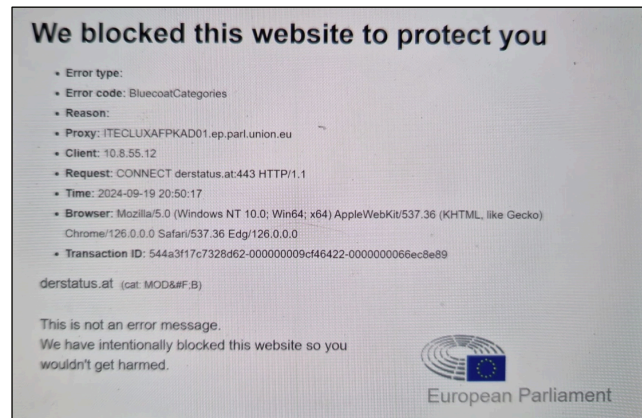 We blocked this website to protect you
• Error type:
• Error code: BluecoatCategories
• Reason:
• Proxy: ITECLUXAFPKAD01.ep.parl.union.eu
• Client: 10.8.55.12
• Request: CONNECT derstatus.at:443 HTTP/1.1
• Time: 2024-09-19 20:50:17
• Browser: Mozilla/5.0 (Windows NT 10.0; Win64; x64) AppleWebKit/537.36 (KHTML, like Gecko)
Chrome/126.0.0.0 Safari/537.36 Edg/126.0.0.0
• Transaction ID: 544a3f17c7328d62-000000009cf46422-0000000066ec8e89
derstatus.at (cat: MOD&#F;B)
This is not an error message.
We have intentionally blocked this website so you
wouldn't get harmed.
European Parliament